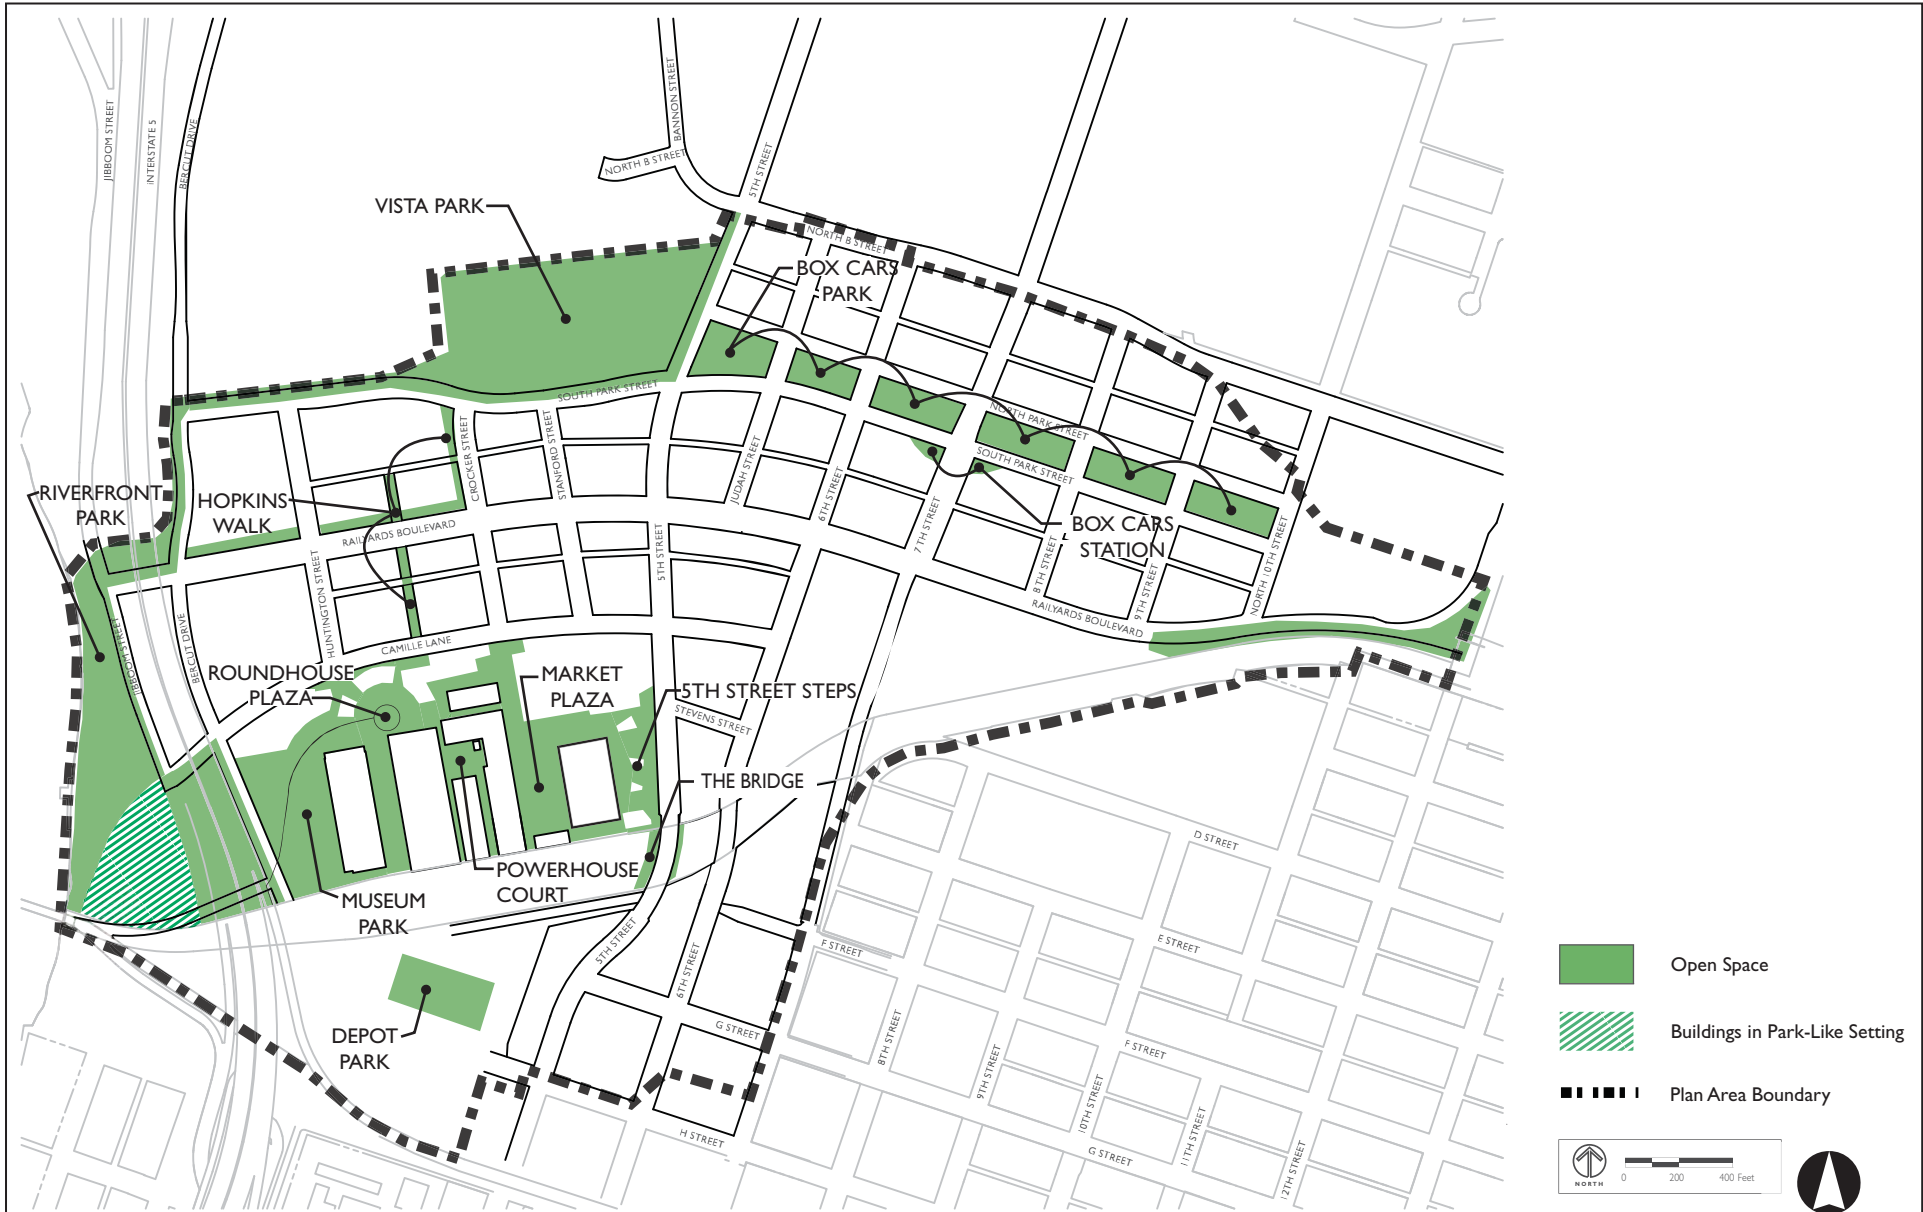 JIBBOOM STREET
INTERSTATE 5
BERCUT DRIVE
BANNON STREET
NORTH B STREET
5TH STREET
VISTA PARK
NORTH B STREET
BOX CARS
PARK
SOUTH PARK STREET
NORTH PARK STREET
SOUTH PARK STREET
CROCKER STREET
STANFORD STREET
JUDAH STREET
6TH STREET
7TH STREET
RIVERFRONT
PARK
HOPKINS
WALK
RAILYARDS BOULEVARD
HUNTINGTON STREET
5TH STREET
BOX CARS
STATION
8TH STREET
9TH STREET
NORTH 10TH STREET
RAILYARDS BOULEVARD
JIBBOOM STREET
BERCUT DRIVE
CAMILLE LANE
ROUNDHOUSE
PLAZA
MARKET
PLAZA
5TH STREET STEPS
STEVENS STREET
THE BRIDGE
POWERHOUSE
COURT
MUSEUM
PARK
D STREET
5TH STREET
6TH STREET
F STREET
E STREET
DEPOT
PARK
G STREET
8TH STREET
9TH STREET
F STREET
10TH STREET
11TH STREET
12TH STREET
H STREET
G STREET
Open Space
Buildings in Park-Like Setting
Plan Area Boundary
NORTH
0 200 400 Feet